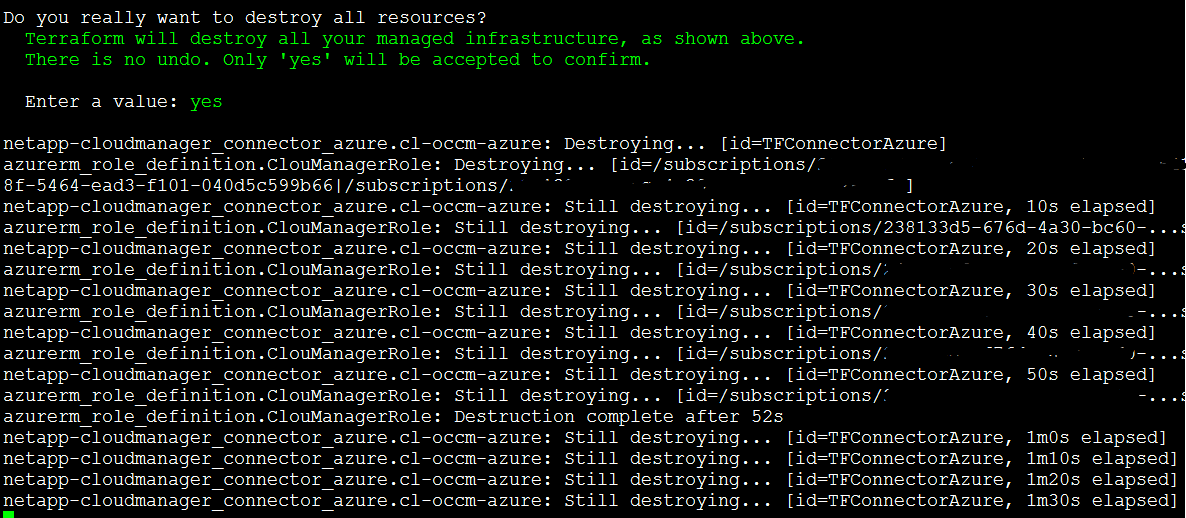 Do you really want to destroy all resources?
Terraform will destroy all your managed infrastructure, as shown above.
There is no undo. Only 'yes' will be accepted to confirm.
Enter a value: yes
netapp-cloudmanager_connector_azure.cl-occm-azure: Destroying... [id=TFConnectorAzure]
azurerm_role_definition.ClouManagerRole: Destroying... [id=/subscriptions/
8f-5464-ead3-f101-040d5c599b66|/subscriptions/ ]
netapp-cloudmanager_connector_azure.cl-occm-azure: Still destroying... [id=TFConnectorAzure, 10s elapsed]
azurerm_role_definition.ClouManagerRole: Still destroying... [id=/subscriptions/238133d5-676d-4a30-bc60-...s
netapp-cloudmanager_connector_azure.cl-occm-azure: Still destroying... [id=TFConnectorAzure, 20s elapsed]
azurerm_role_definition.ClouManagerRole: Still destroying... [id=/subscriptions/ -...s
netapp-cloudmanager_connector_azure.cl-occm-azure: Still destroying... [id=TFConnectorAzure, 30s elapsed]
azurerm_role_definition.ClouManagerRole: Still destroying... [id=/subscriptions/ -...s
netapp-cloudmanager_connector_azure.cl-occm-azure: Still destroying... [id=TFConnectorAzure, 40s elapsed]
azurerm_role_definition.ClouManagerRole: Still destroying... [id=/subscriptions/ -...s
netapp-cloudmanager_connector_azure.cl-occm-azure: Still destroying... [id=TFConnectorAzure, 50s elapsed]
azurerm_role_definition.ClouManagerRole: Still destroying... [id=/subscriptions/ -...s
azurerm_role_definition.ClouManagerRole: Destruction complete after 52s
netapp-cloudmanager_connector_azure.cl-occm-azure: Still destroying... [id=TFConnectorAzure, 1m0s elapsed]
netapp-cloudmanager_connector_azure.cl-occm-azure: Still destroying... [id=TFConnectorAzure, 1m10s elapsed]
netapp-cloudmanager_connector_azure.cl-occm-azure: Still destroying... [id=TFConnectorAzure, 1m20s elapsed]
netapp-cloudmanager_connector_azure.cl-occm-azure: Still destroying... [id=TFConnectorAzure, 1m30s elapsed]